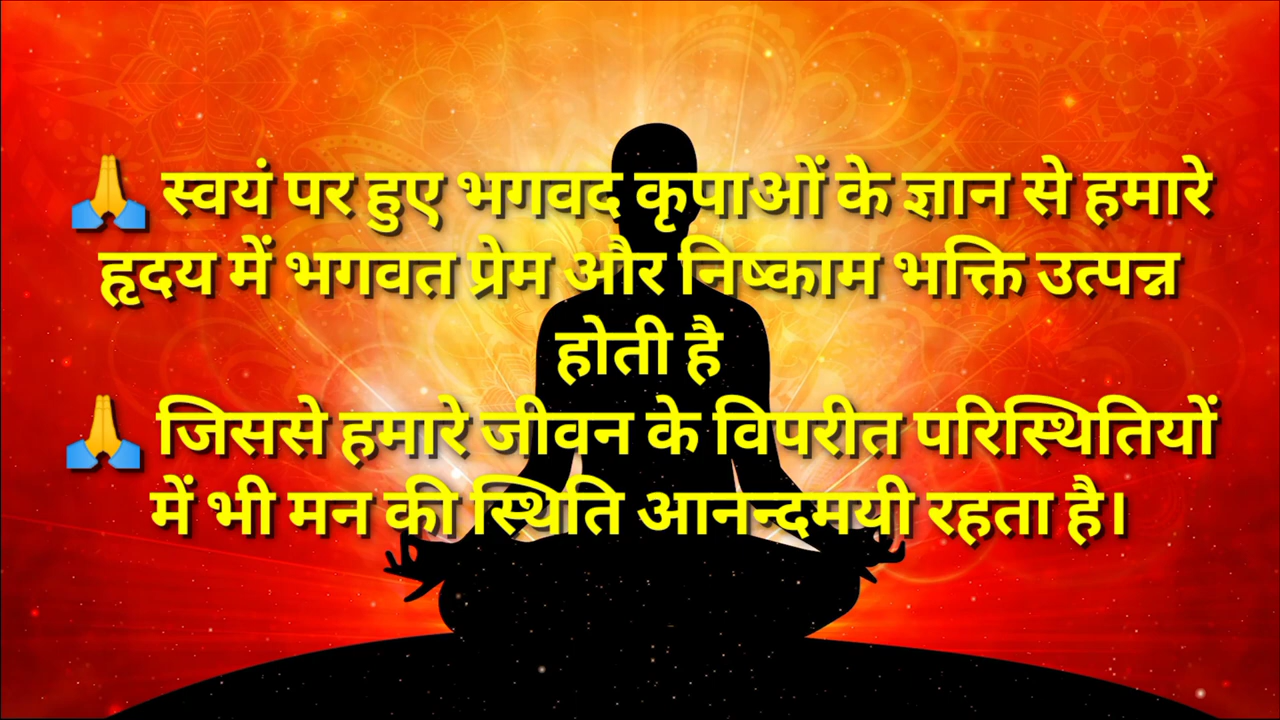 🙏 स्वयं पर हुए भगवद कृपाओं के ज्ञान से हमारे
हृदय में भगवत प्रेम और निष्काम भक्ति उत्पन्न
होती है
🙏 जिससे हमारे जीवन के विपरीत परिस्थितियों
में भी मन की स्थिति आनन्दमयी रहता है।